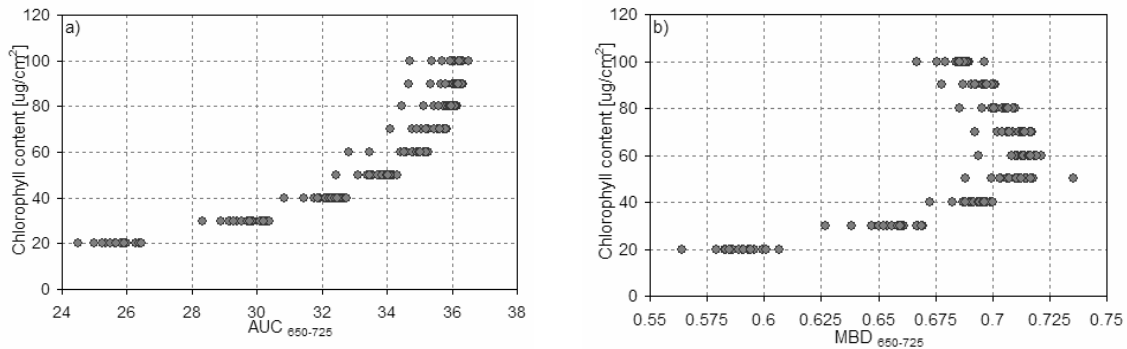 a)
Chlorophyll content [ug/cm²]
120
100
80
60
40
20
0
24 26 28 30 32 34 36 38
AUC 650-725
b)
Chlorophyll content [ug/cm²]
120
100
80
60
40
20
0
0.55 0.575 0.6 0.625 0.65 0.675 0.7 0.725 0.75
MBD 650-725